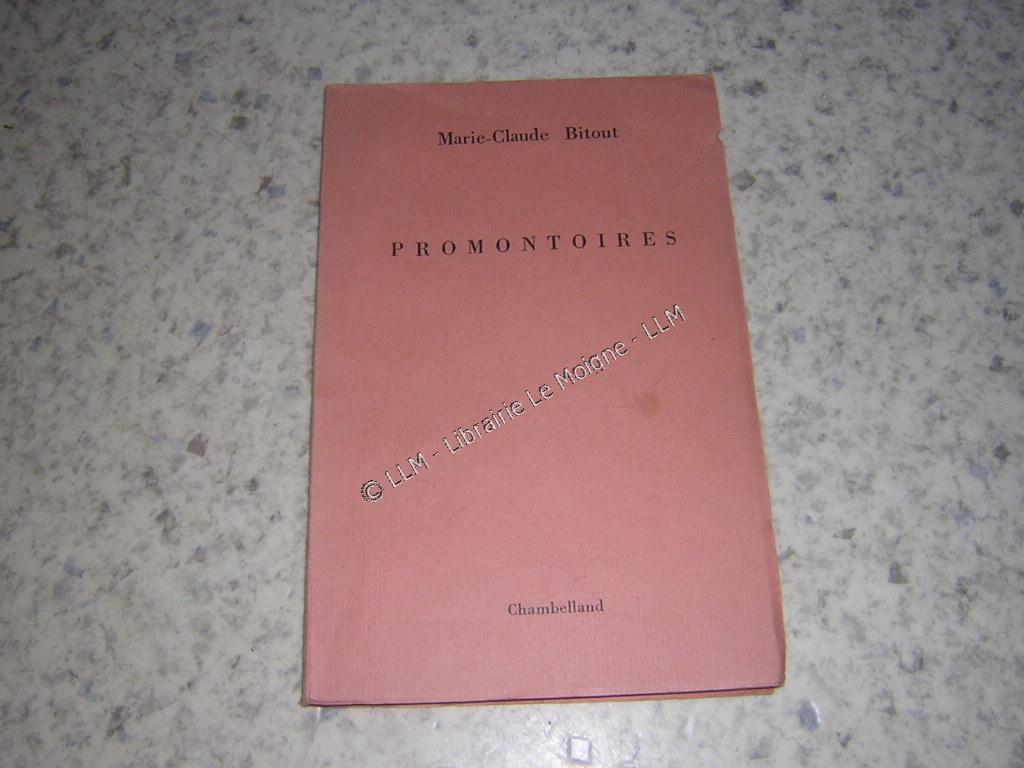 Marie-Claude Bitout
PROMONTOIRES
© LLM - Librairie Le Moigne - LLM
Chambelland